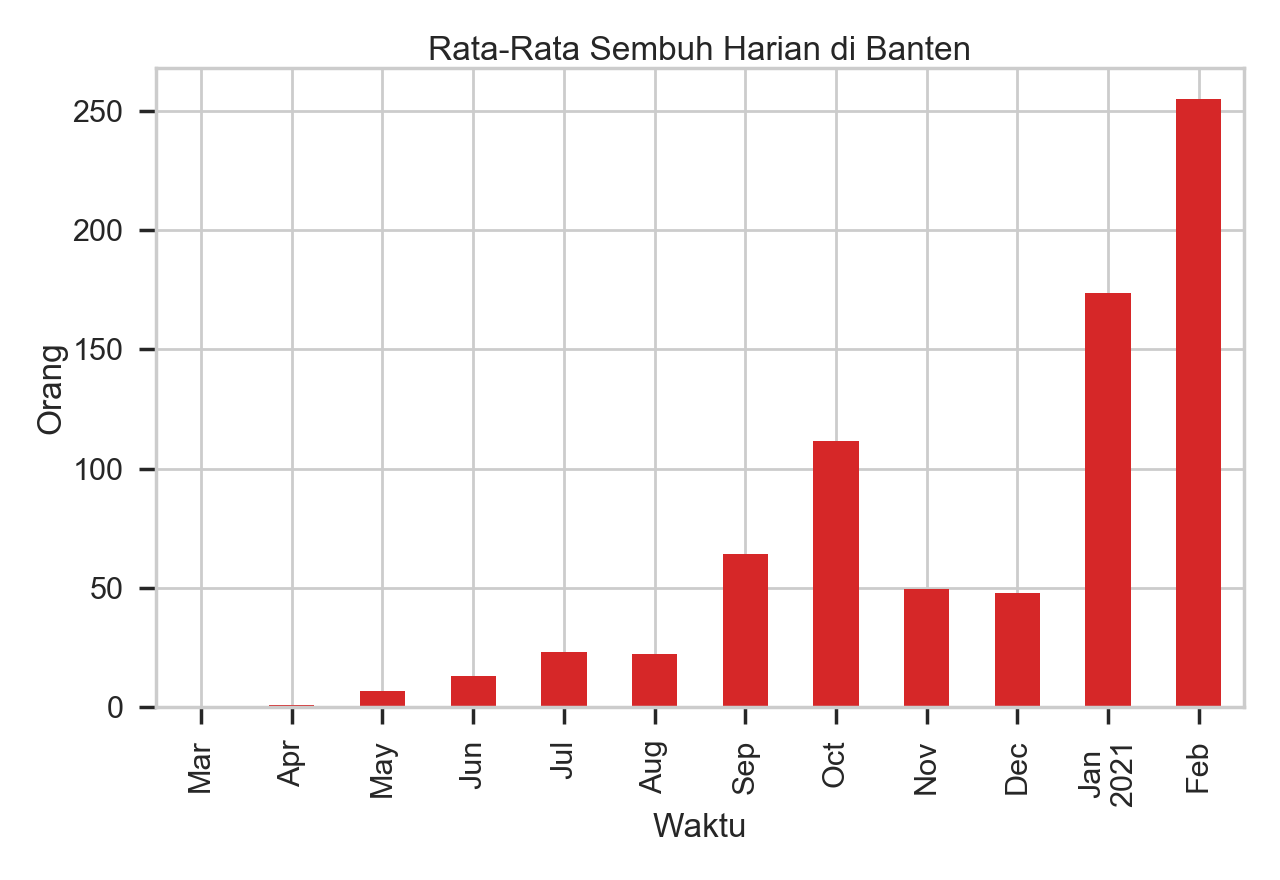 Rata-Rata Sembuh Harian di Banten
250
200
150
100
50
0
Orang
Mar
Apr
May
Jun
Jul
Aug
Sep
Oct
Nov
Dec
Jan
2021
Feb
Waktu